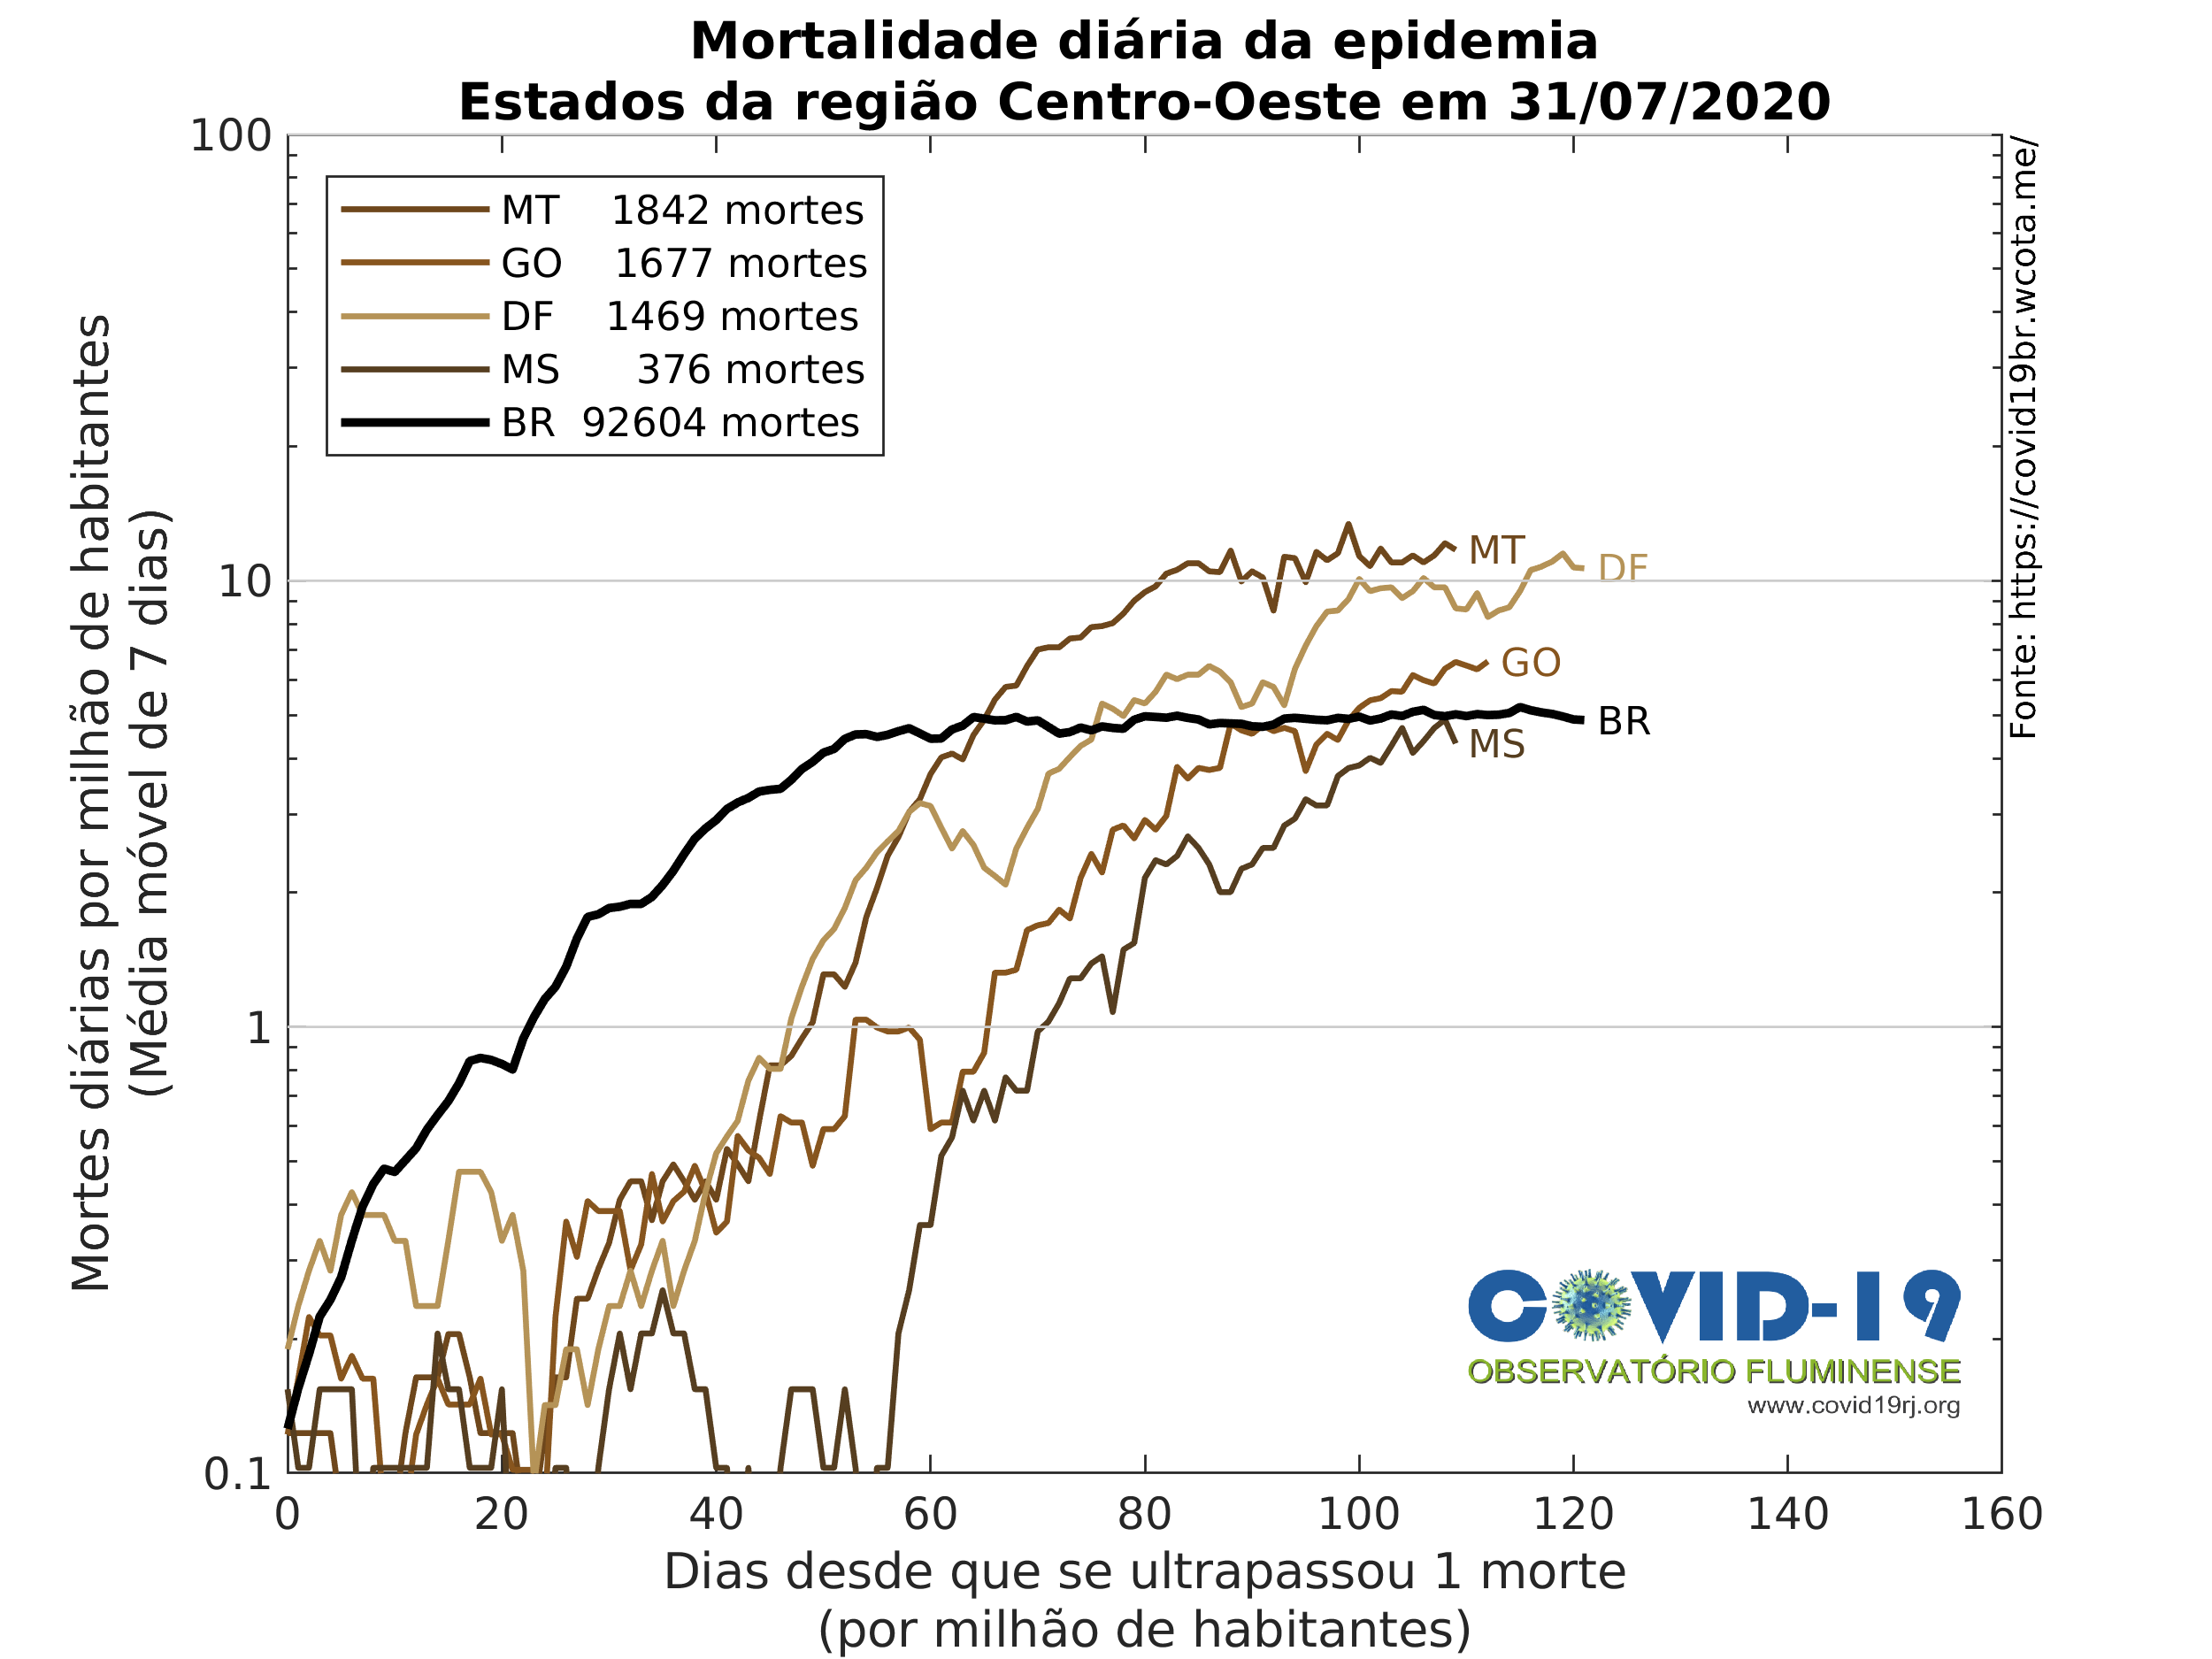 Mortalidade diária da epidemia
Estados da região Centro-Oeste em 31/07/2020
MT 1842 mortes
GO 1677 mortes
DF 1469 mortes
MS 376 mortes
BR 92604 mortes
100
10
1
0.1
Mortes diárias por milhão de habitantes
(Média móvel de 7 dias)
MT
DF
GO
BR
MS
Fonte: https://covid19br.wcota.me/
COVID-19
OBSERVATÓRIO FLUMINENSE
www.covid19rj.org
0 20 40 60 80 100 120 140 160
Dias desde que se ultrapassou 1 morte
(por milhão de habitantes)